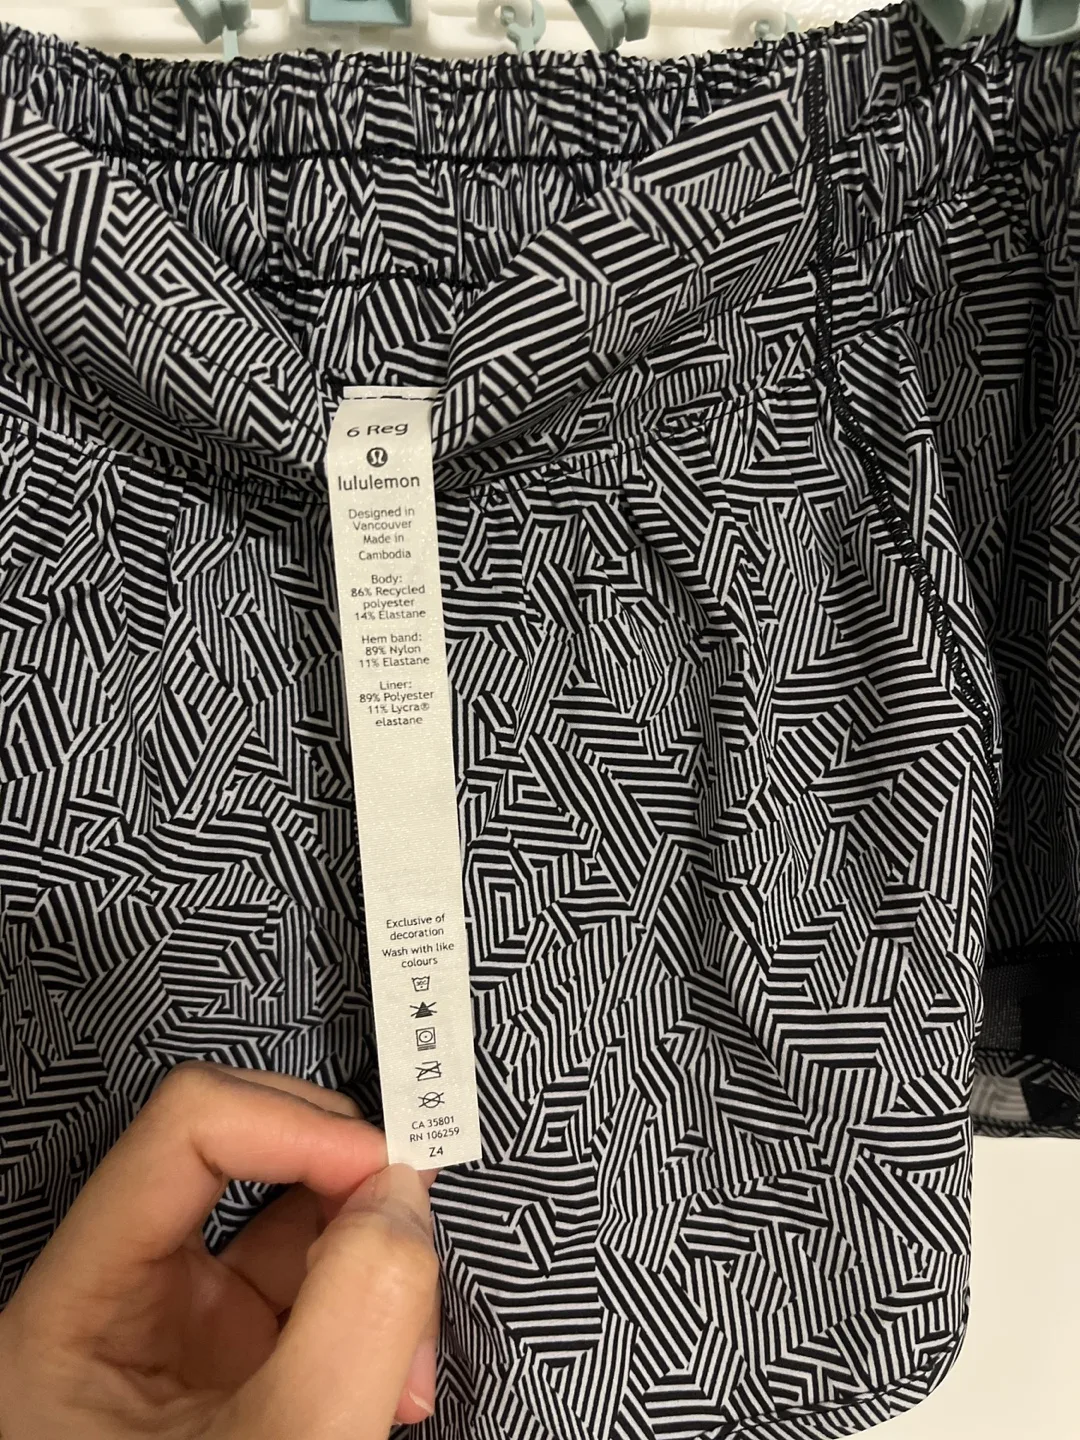 6 Reg
lululemon
Designed in
Vancouver
Made in
Cambodia
Body:
86% Recycled
polyester
14% Elastane
Hem band:
89% Nylon
11% Elastane
Liner:
89% Polyester
11% Lycra®
elastane
Exclusive of
decoration
Wash with like
colours
30C
CA 35801
RN 106259
Z4